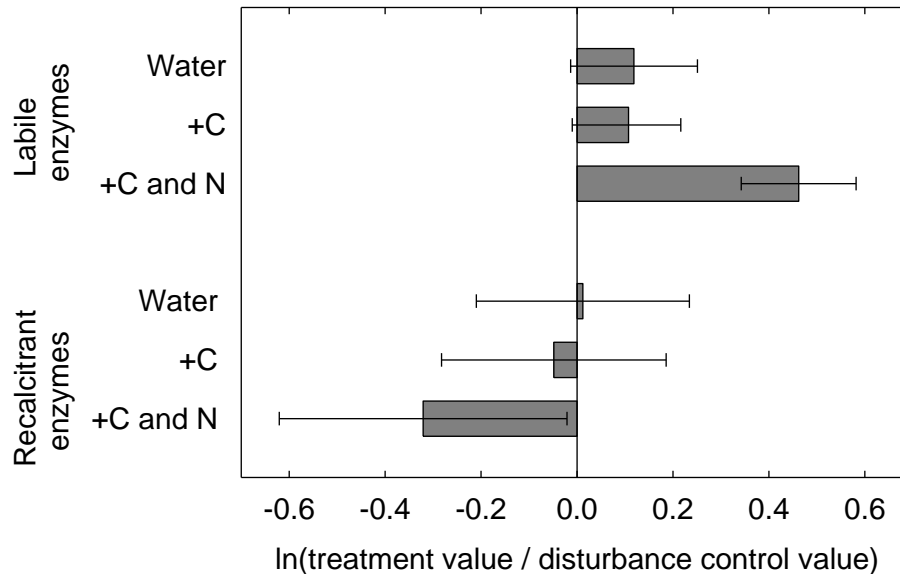 Labile
enzymes
Water
+C
+C and N
Recalcitrant
enzymes
Water
+C
+C and N
-0.6 -0.4 -0.2 0.0 0.2 0.4 0.6
ln(treatment value / disturbance control value)